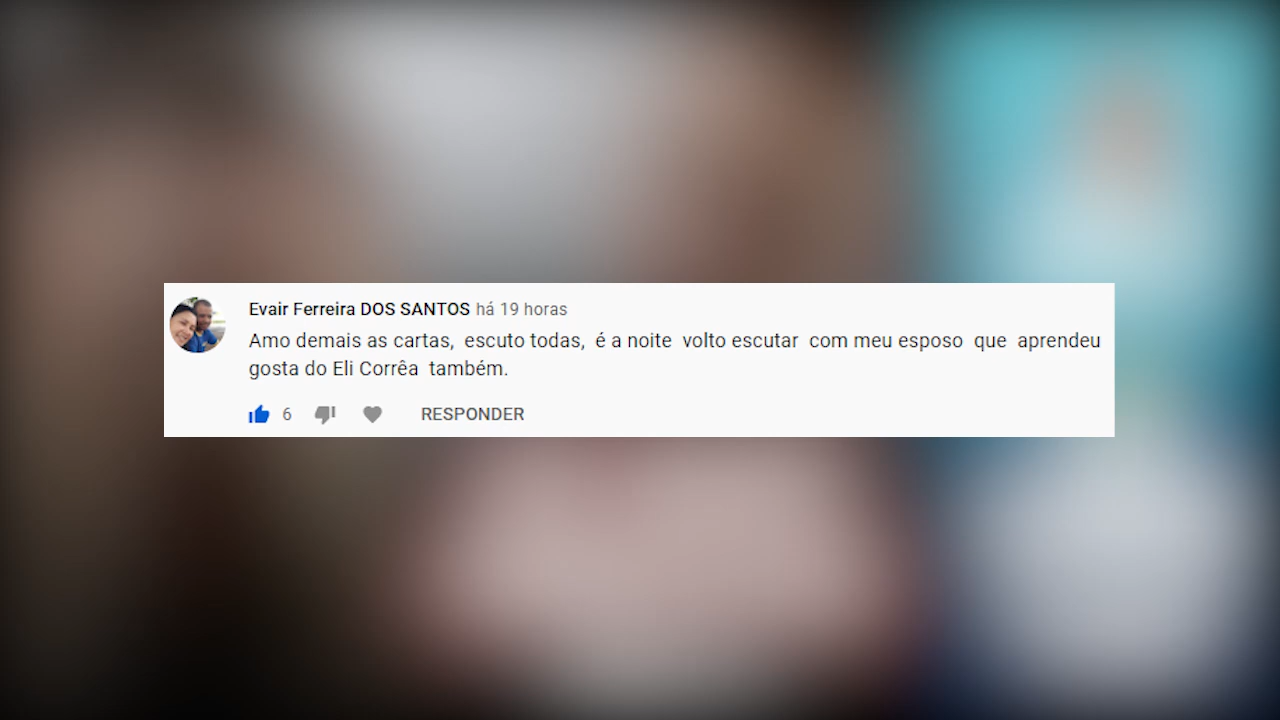 Evair Ferreira DOS SANTOS há 19 horas
Amo demais as cartas, escuto todas, é a noite volto escutar com meu esposo que aprendeu
gosta do Eli Corrêa também.
6 RESPONDER